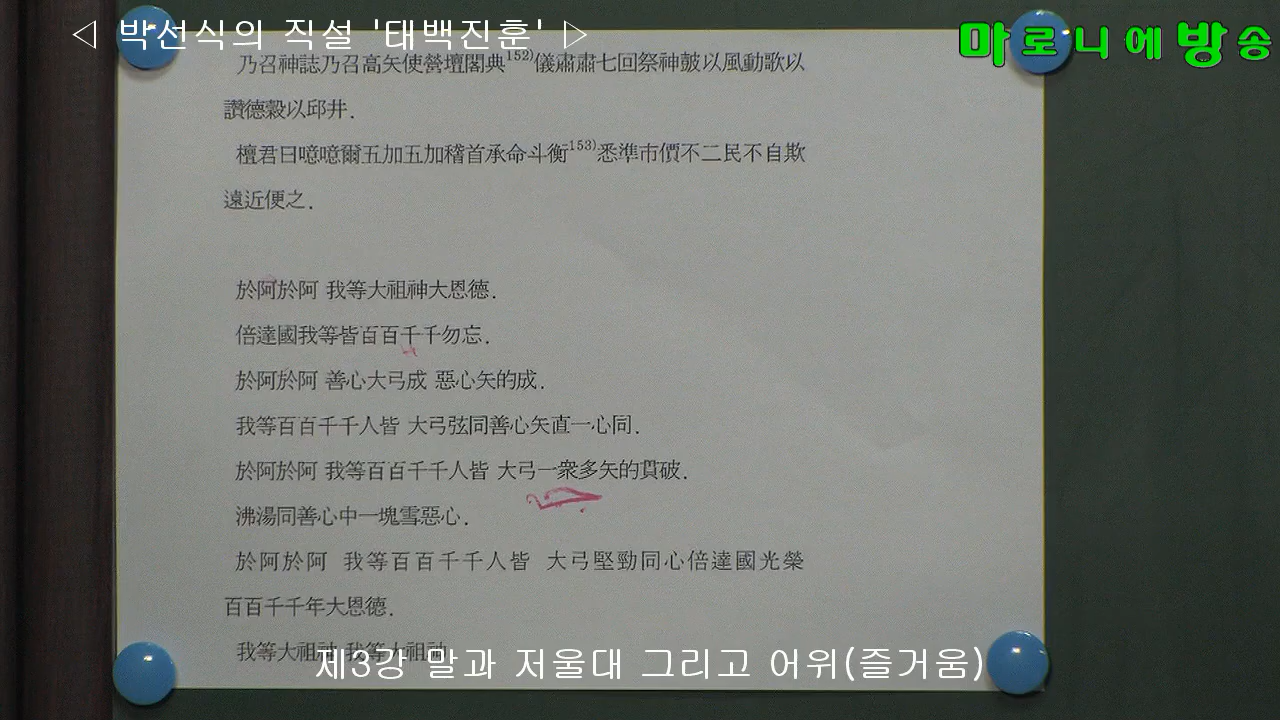 ◁ 박선식의 직설 '태백진훈' ▷
마로니에방송
乃召神誌乃召高矢使營壇閣典152)儀肅肅七回祭神鼓以風動歌以
讚德穀以邱井.
檀君曰噫噫爾五加五加稽首承命斗衡153)悉準市價不二民不自欺
遠近便之.
於阿於阿 我等大祖神大恩德.
倍達國我等皆百百千千勿忘.
於阿於阿 善心大弓成 惡心矢的成.
我等百百千千人皆 大弓弦同善心矢直一心同.
於阿於阿 我等百百千千人皆 大弓一衆多矢的貫破.
沸湯同善心中一塊雪惡心.
於阿於阿 我等百百千千人皆 大弓堅勁同心倍達國光榮
百百千千年大恩德.
我等大祖神 我等大祖神
제3강 말과 저울대 그리고 어위(즐거움)